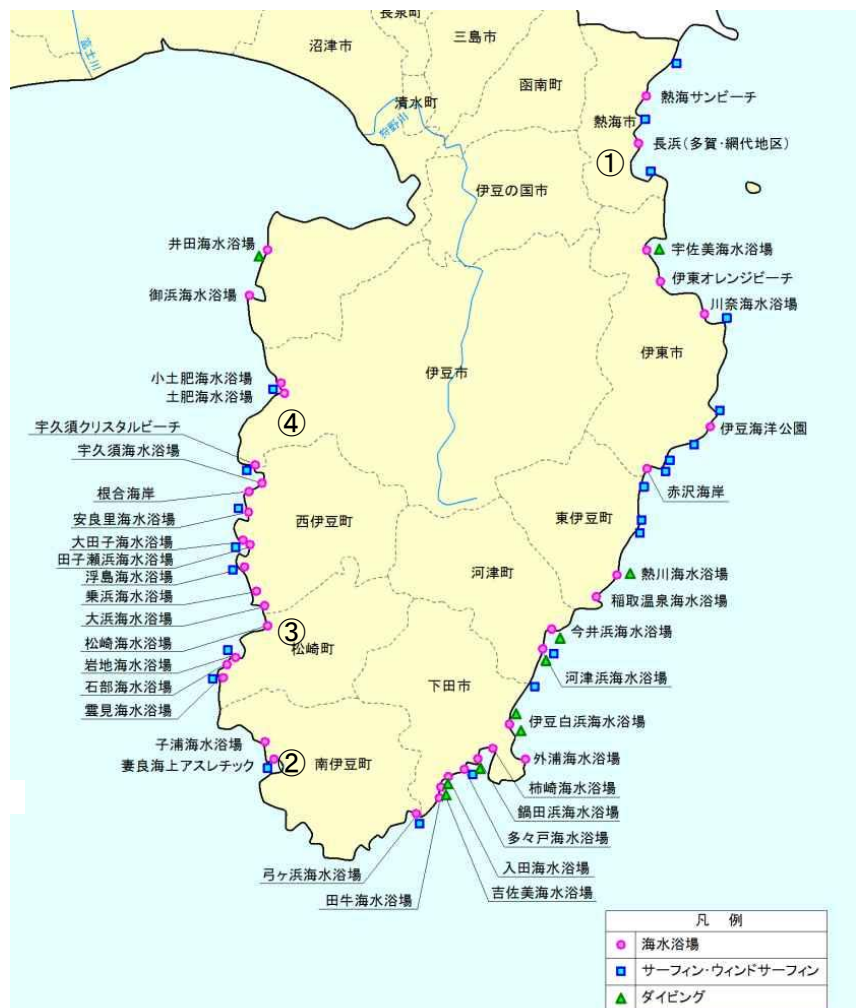 長泉町
沼津市
三島市
富士川
函南町
清水町
狩野川
熱海サンビーチ
熱海市
長浜(多賀・網代地区)
①
伊豆の国市
井田海水浴場
宇佐美海水浴場
御浜海水浴場
伊東オレンジビーチ
川奈海水浴場
伊東市
伊豆市
小土肥海水浴場
土肥海水浴場
④
宇久須クリスタルビーチ
伊豆海洋公園
宇久須海水浴場
根合海岸
赤沢海岸
安良里海水浴場
西伊豆町
東伊豆町
大田子海水浴場
田子瀬浜海水浴場
浮島海水浴場
河津町
熱川海水浴場
乗浜海水浴場
稲取温泉海水浴場
大浜海水浴場
③
今井浜海水浴場
松崎海水浴場
松崎町
岩地海水浴場
河津浜海水浴場
石部海水浴場
下田市
雲見海水浴場
伊豆白浜海水浴場
子浦海水浴場
②
外浦海水浴場
妻良海上アスレチック
南伊豆町
柿崎海水浴場
鍋田浜海水浴場
多々戸海水浴場
入田海水浴場
弓ヶ浜海水浴場
吉佐美海水浴場
田牛海水浴場
凡 例
海水浴場
サーフィン・ウィンドサーフィン
ダイビング